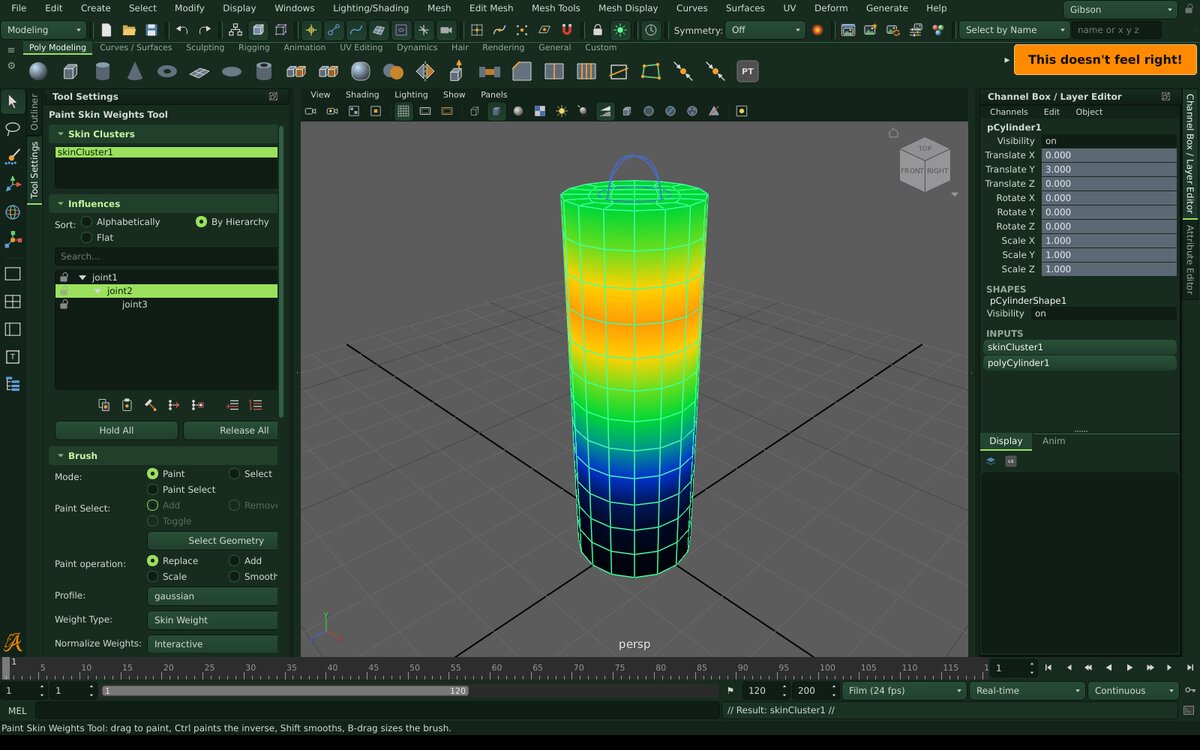 File Edit Create Select Modify Display Windows Lighting/Shading Mesh Edit Mesh Mesh Tools Mesh Display Curves Surfaces UV Deform Generate Help Gibson
Modeling Symmetry: Off Select by Name name or x y z
Poly Modeling Curves / Surfaces Sculpting Rigging Animation UV Editing Dynamics Hair Rendering General Custom
This doesn't feel right!
PT
Tool Settings
Paint Skin Weights Tool
Outliner
Tool Settings
Skin Clusters
skinCluster1
Influences
Sort: Alphabetically By Hierarchy
Flat
Search...
joint1
joint2
joint3
Hold All Release All
Brush
Mode: Paint Select
Paint Select
Paint Select: Add Remove
Toggle
Select Geometry
Paint operation: Replace Add
Scale Smooth
Profile: gaussian
Weight Type: Skin Weight
Normalize Weights: Interactive
T
View Shading Lighting Show Panels
TOP
FRONT RIGHT
y
persp
Channel Box / Layer Editor
Channels Edit Object
pCylinder1
Visibility on
Translate X 0.000
Translate Y 3.000
Translate Z 0.000
Rotate X 0.000
Rotate Y 0.000
Rotate Z 0.000
Scale X 1.000
Scale Y 1.000
Scale Z 1.000
SHAPES
pCylinderShape1
Visibility on
INPUTS
skinCluster1
polyCylinder1
Display Anim
Channel Box / Layer Editor
Attribute Editor
1 5 10 15 20 25 30 35 40 45 50 55 60 65 70 75 80 85 90 95 100 105 110 115 1 1
1 1 1 120 120 200 Film (24 fps) Real-time Continuous
MEL // Result: skinCluster1 //
Paint Skin Weights Tool: drag to paint, Ctrl paints the inverse, Shift smooths, B-drag sizes the brush.